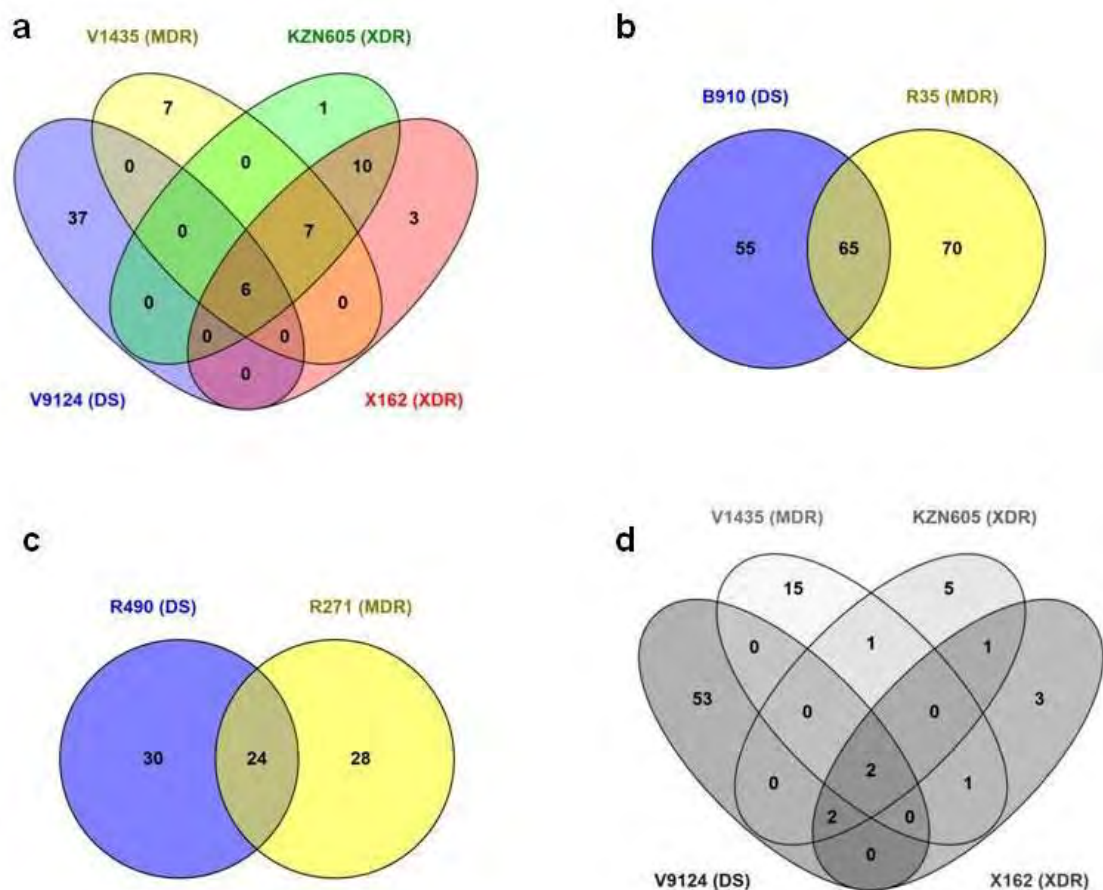 a
V1435 (MDR) KZN605 (XDR)
7 1
0 0 10
37 0 7 3
0 6 0
0 0
0
V9124 (DS) X162 (XDR)
b
B910 (DS) R35 (MDR)
55 65 70
c
R490 (DS) R271 (MDR)
30 24 28
d
V1435 (MDR) KZN605 (XDR)
15 5
0 1 1
53 0 0 3
0 2 1
2 0
0
V9124 (DS) X162 (XDR)